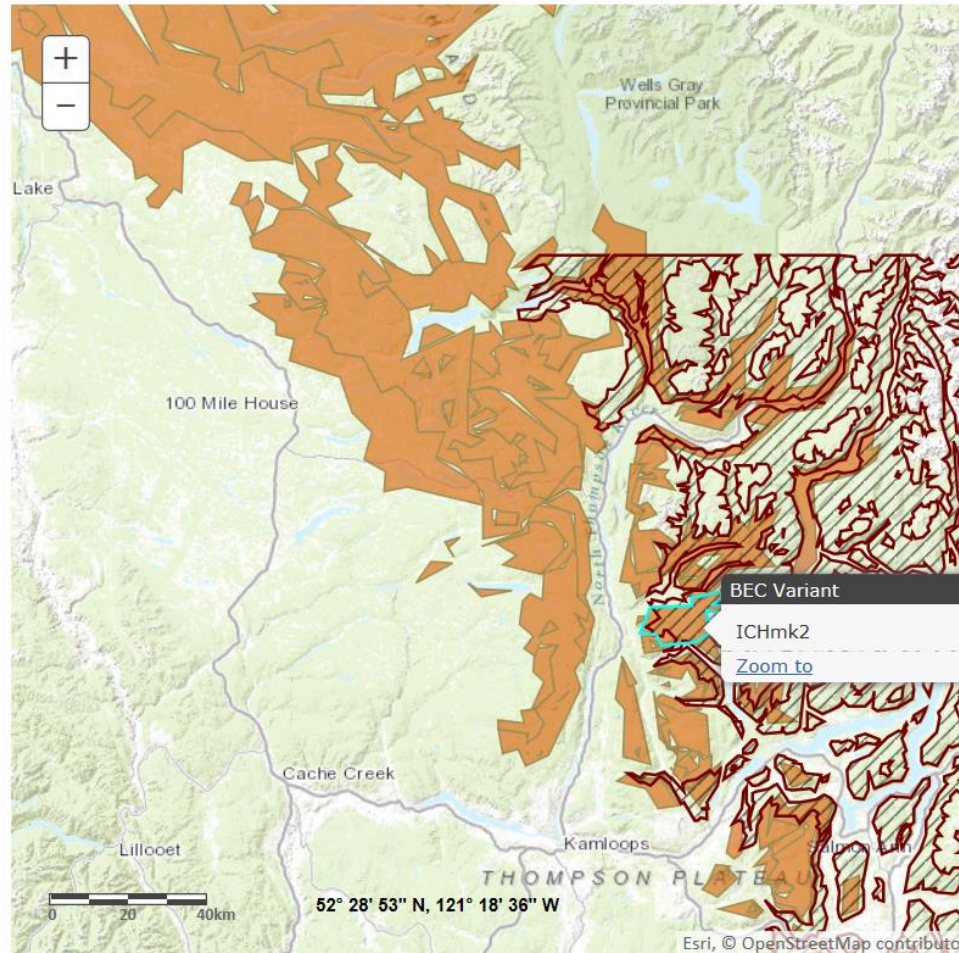 +
−
A N D
Wells Gray
Provincial Park
Lake
100 Mile House
North Thompson River
BEC Variant
ICHmk2
Zoom to
Cache Creek
Kamloops
Lillooet
Salmon Arm
THOMPSON PLATEAU
0 20 40km
52° 28' 53" N, 121° 18' 36" W
Esri, © OpenStreetMap contributo